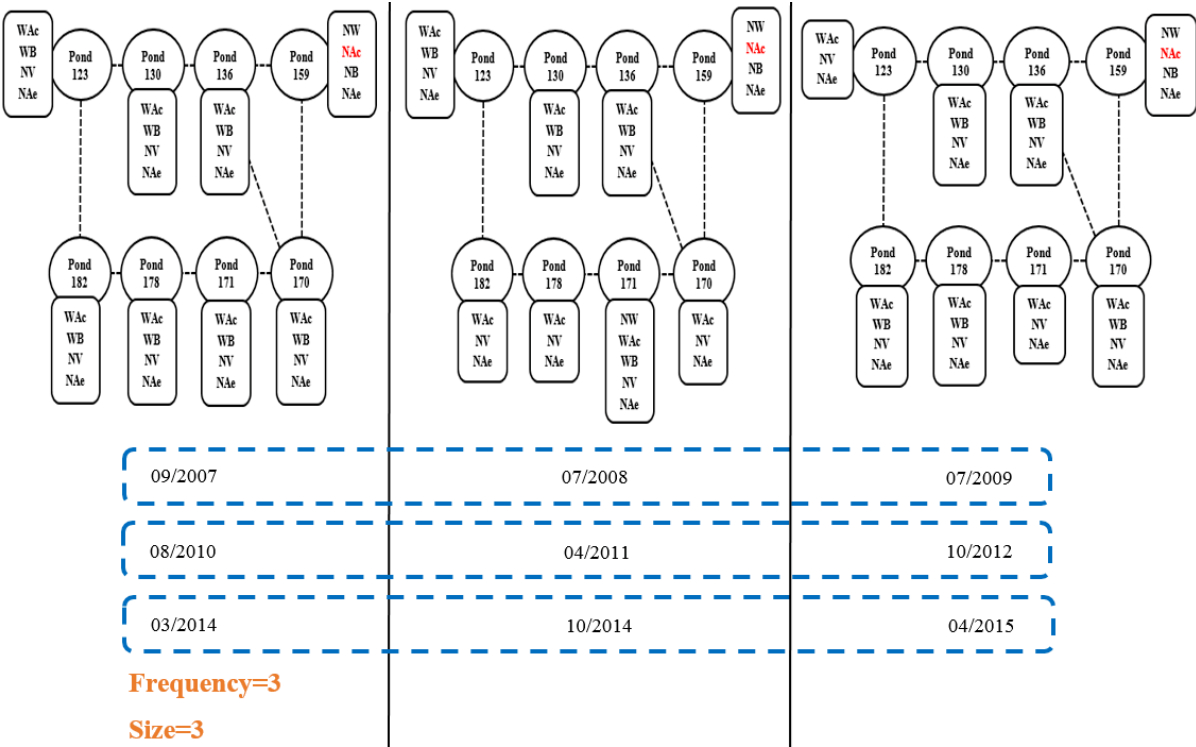 WAc
WB
NV
NAe
Pond
123
Pond
130
Pond
136
Pond
159
NW
NAc
NB
NAe
WAc
WB
NV
NAe
WAc
WB
NV
NAe
Pond
182
Pond
178
Pond
171
Pond
170
WAc
WB
NV
NAe
WAc
WB
NV
NAe
WAc
WB
NV
NAe
WAc
WB
NV
NAe
WAc
WB
NV
NAe
Pond
123
Pond
130
Pond
136
Pond
159
NW
NAc
NB
NAe
WAc
WB
NV
NAe
WAc
WB
NV
NAe
Pond
182
Pond
178
Pond
171
Pond
170
WAc
NV
NAe
WAc
NV
NAe
NW
WAc
WB
NV
NAe
WAc
NV
NAe
WAc
NV
NAe
Pond
123
Pond
130
Pond
136
Pond
159
NW
NAc
NB
NAe
WAc
WB
NV
NAe
WAc
WB
NV
NAe
Pond
182
Pond
178
Pond
171
Pond
170
WAc
WB
NV
NAe
WAc
WB
NV
NAe
WAc
NV
NAe
WAc
WB
NV
NAe
09/2007 07/2008 07/2009
08/2010 04/2011 10/2012
03/2014 10/2014 04/2015
Frequency=3
Size=3